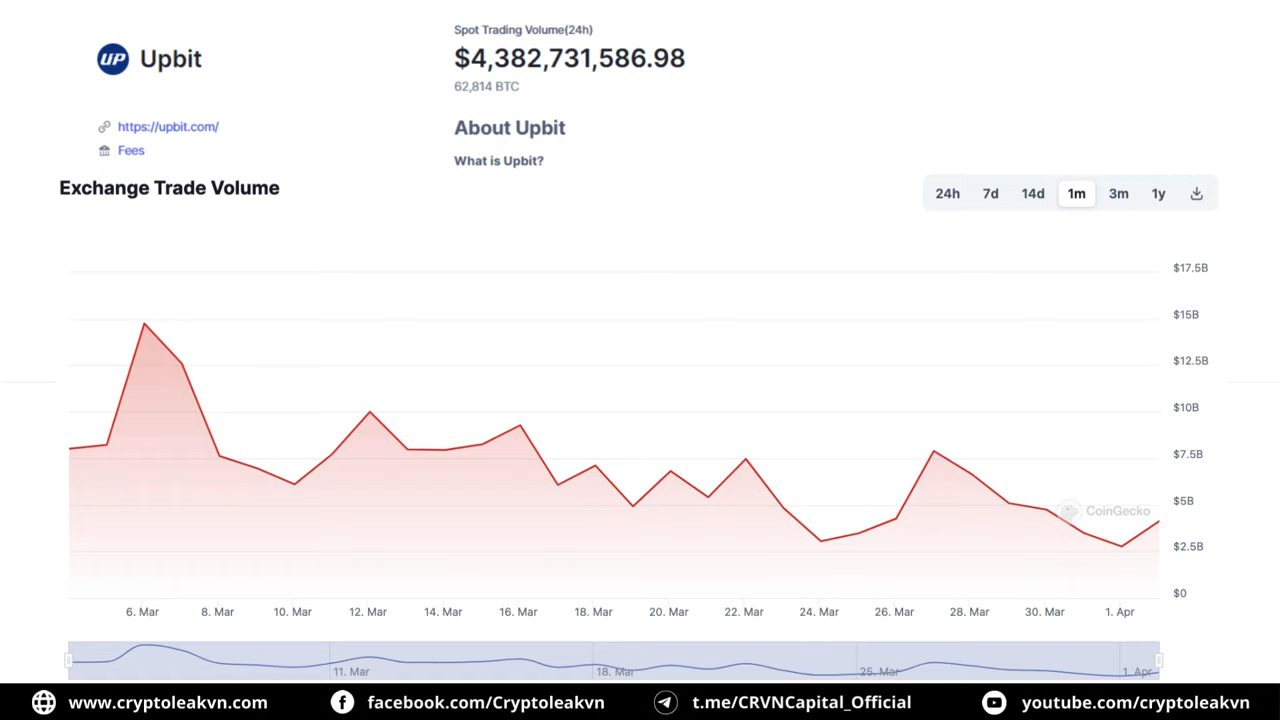 UP Upbit
Spot Trading Volume(24h)
$4,382,731,586.98
62,814 BTC
https://upbit.com/
Fees
About Upbit
What is Upbit?
Exchange Trade Volume
24h 7d 14d 1m 3m 1y
$17.5B
$15B
$12.5B
$10B
$7.5B
$5B
$2.5B
$0
CoinGecko
6. Mar 8. Mar 10. Mar 12. Mar 14. Mar 16. Mar 18. Mar 20. Mar 22. Mar 24. Mar 26. Mar 28. Mar 30. Mar 1. Apr
11. Mar 18. Mar 25. Mar 1. Apr
www.cryptoleakvn.com facebook.com/Cryptoleakvn t.me/CRVNCapital_Official youtube.com/cryptoleakvn